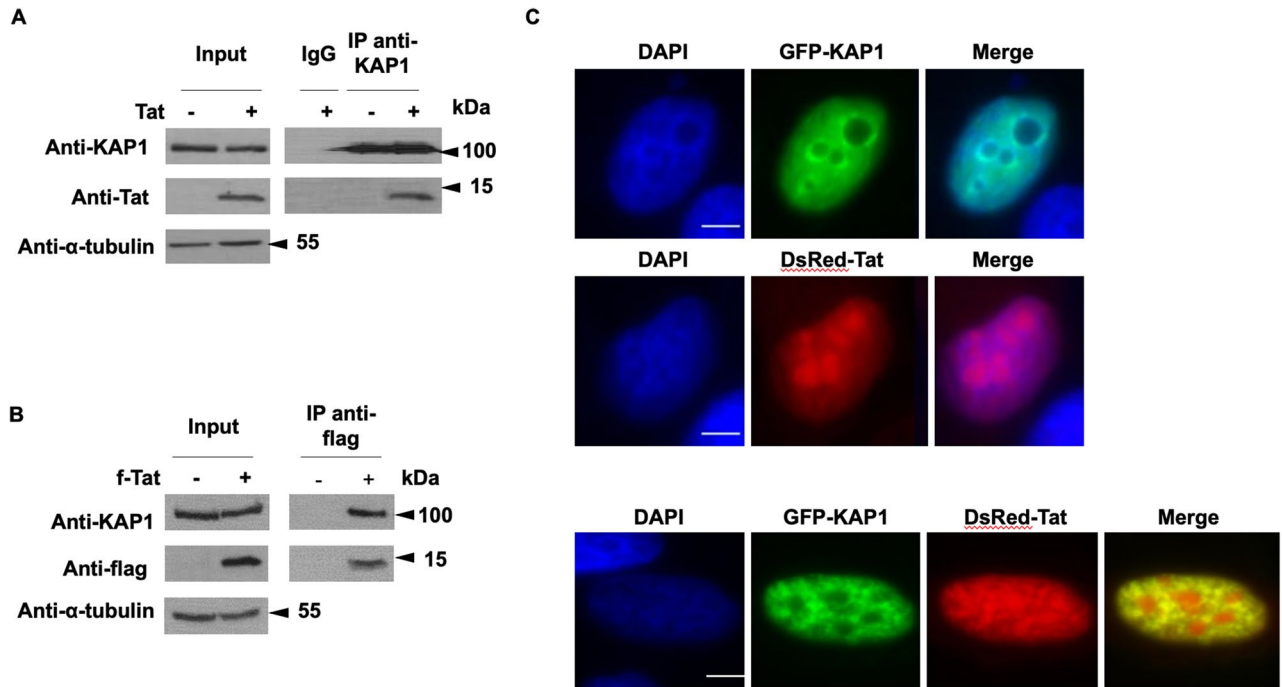 A
Input
IgG
IP anti-
KAP1
Tat - + + - + kDa
Anti-KAP1
100
Anti-Tat
15
Anti-α-tubulin
55
B
Input
IP anti-
flag
f-Tat - + - + kDa
Anti-KAP1
100
Anti-flag
15
Anti-α-tubulin
55
C
DAPI GFP-KAP1 Merge
DAPI DsRed-Tat Merge
DAPI GFP-KAP1 DsRed-Tat Merge